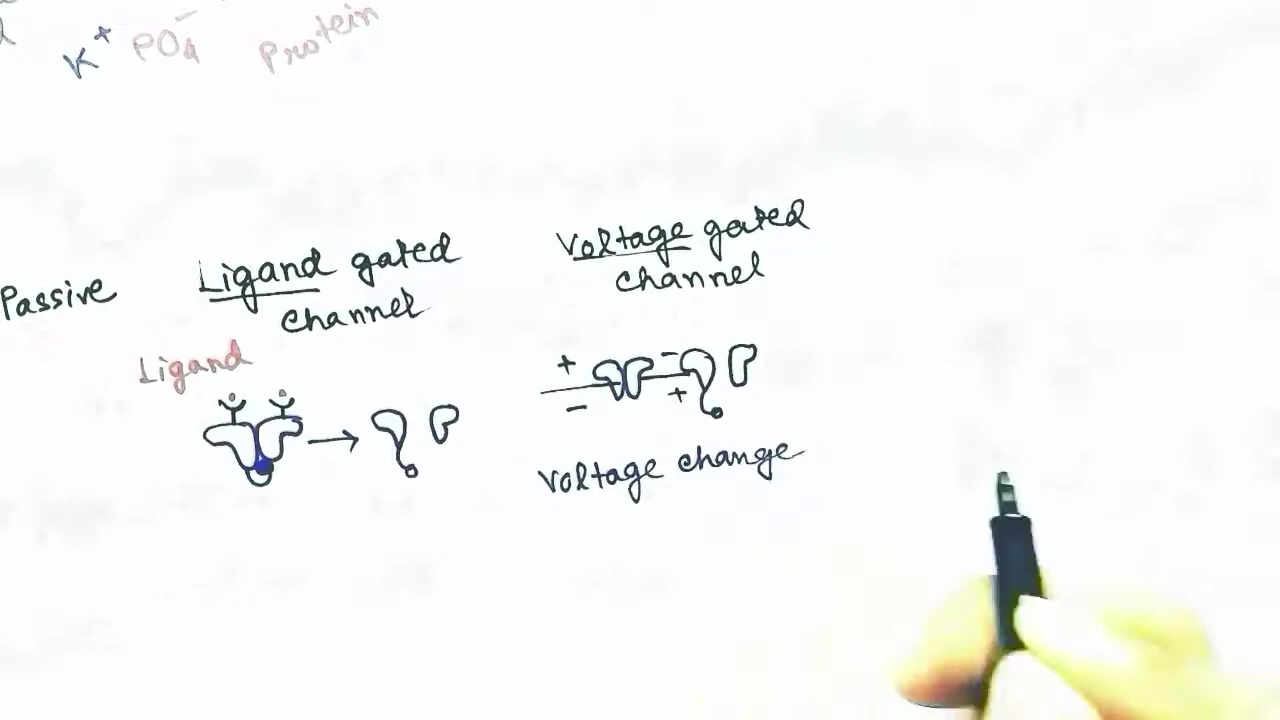 K⁺ PO₄⁻ Protein
Passive
Ligand gated
channel
Voltage gated
channel
Ligand
+ − − +
Voltage change